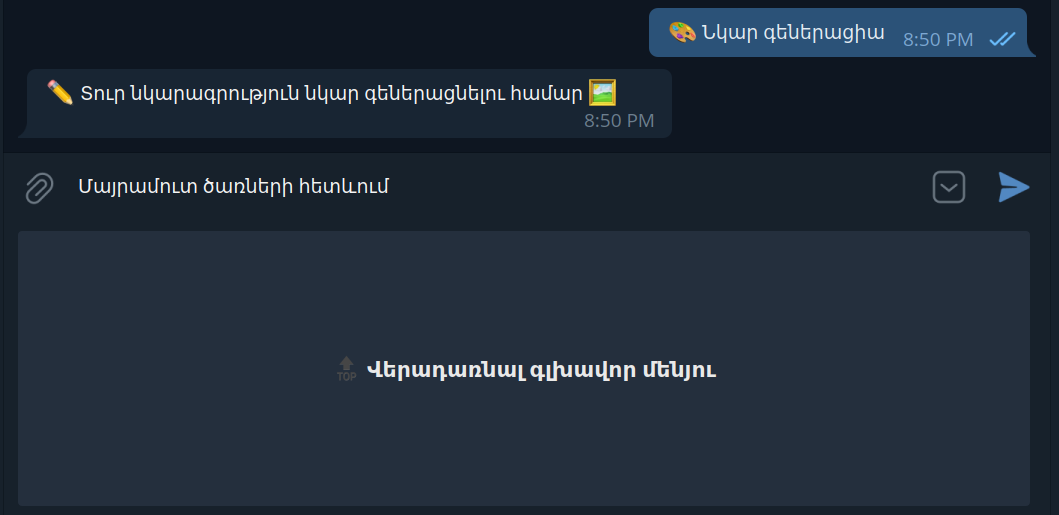 🎨 Նկար գեներացիա 8:50 PM
✏️ Տուր նկարագրություն նկար գեներացնելու համար 🖼️
8:50 PM
Մայրամուտ ծառների հետևում
🔝 Վերադառնալ գլխավոր մենյու